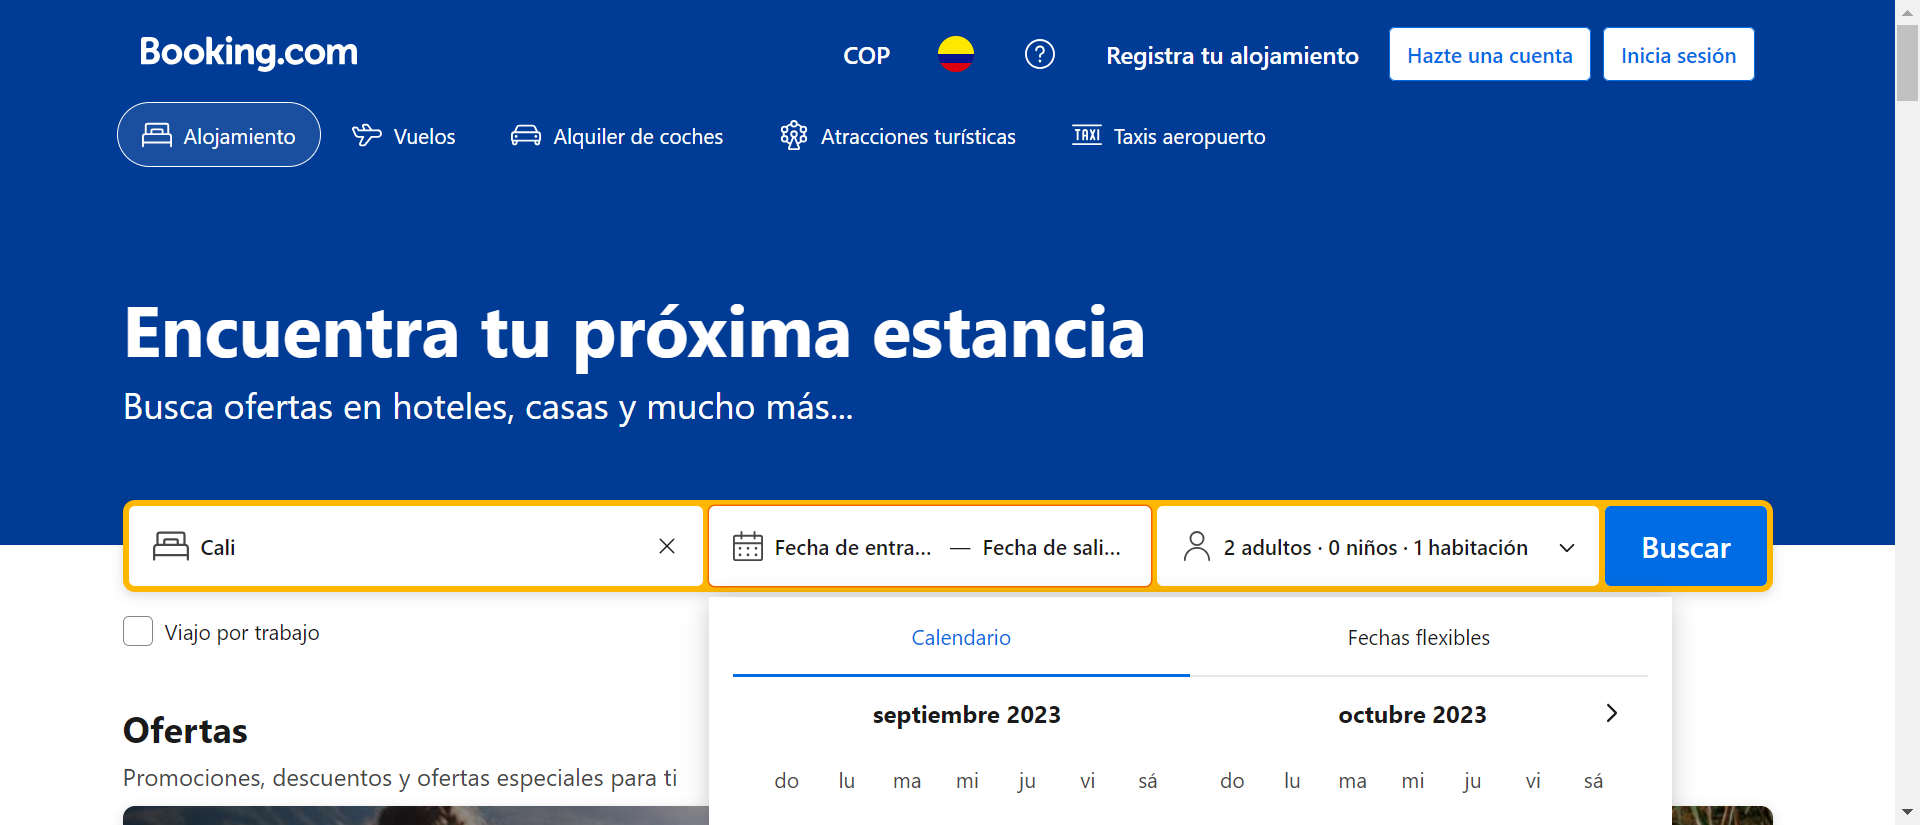 Booking.com
COP
Registra tu alojamiento
Hazte una cuenta
Inicia sesión
Alojamiento
Vuelos
Alquiler de coches
Atracciones turísticas
TAXI
Taxis aeropuerto
Encuentra tu próxima estancia
Busca ofertas en hoteles, casas y mucho más...
Cali
Fecha de entra... — Fecha de sali...
2 adultos · 0 niños · 1 habitación
Buscar
Viajo por trabajo
Calendario
Fechas flexibles
septiembre 2023
octubre 2023
do lu ma mi ju vi sá
do lu ma mi ju vi sá
Ofertas
Promociones, descuentos y ofertas especiales para ti